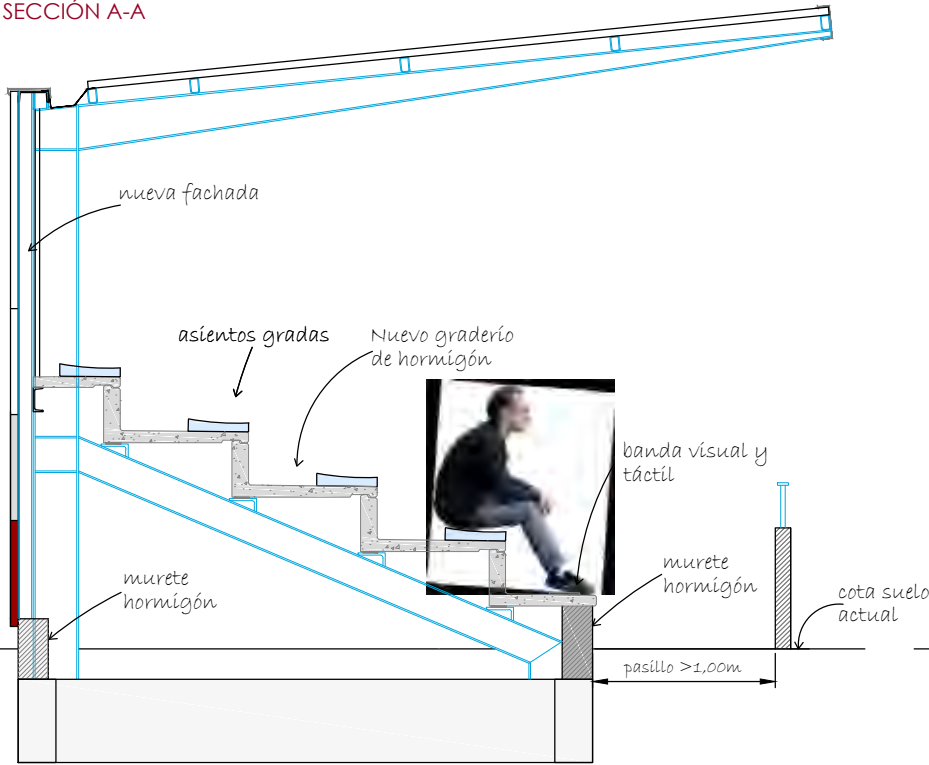 SECCIÓN A-A
nueva fachada
asientos gradas
Nuevo graderío
de hormigón
banda visual y
táctil
murete
hormigón
murete
hormigón
cota suelo
actual
pasillo >1,00m